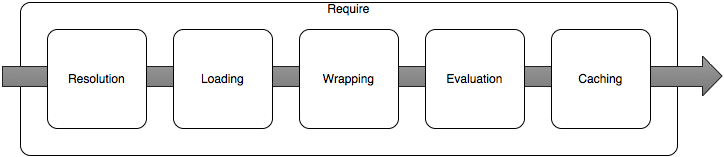 Require
Resolution
Loading
Wrapping
Evaluation
Caching